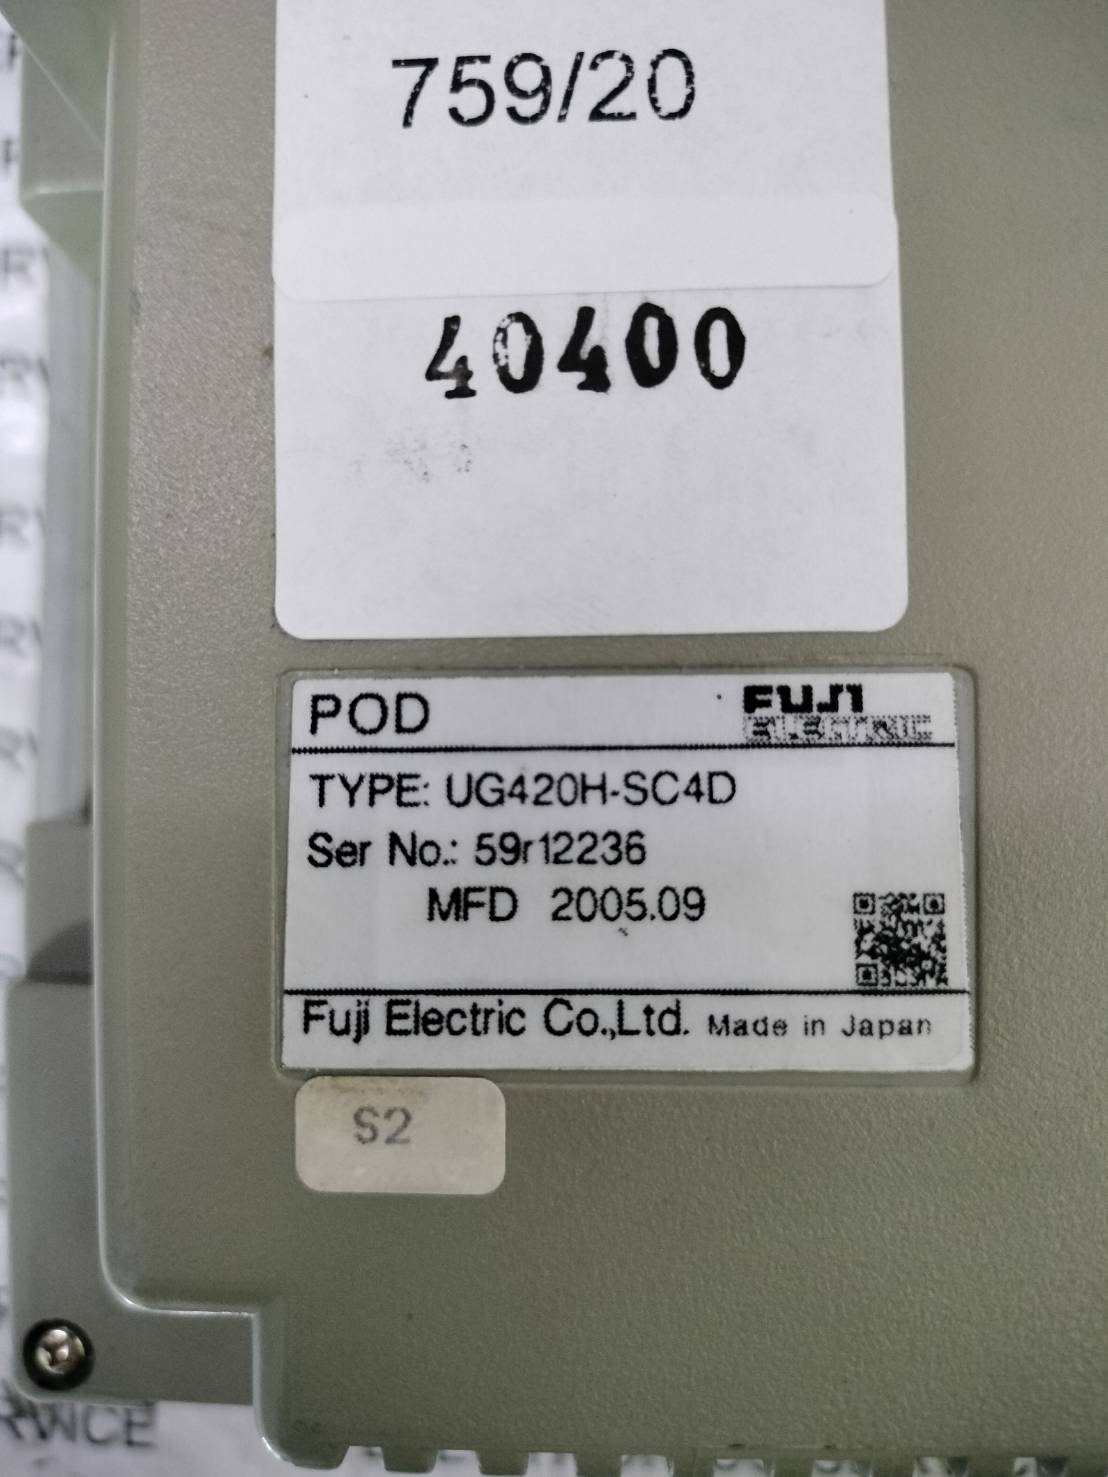 759/20
40400
POD
FUJI
ELECTRIC
TYPE: UG420H-SC4D
Ser No.: 59r12236
MFD 2005.09
Fuji Electric Co.,Ltd. Made in Japan
S2